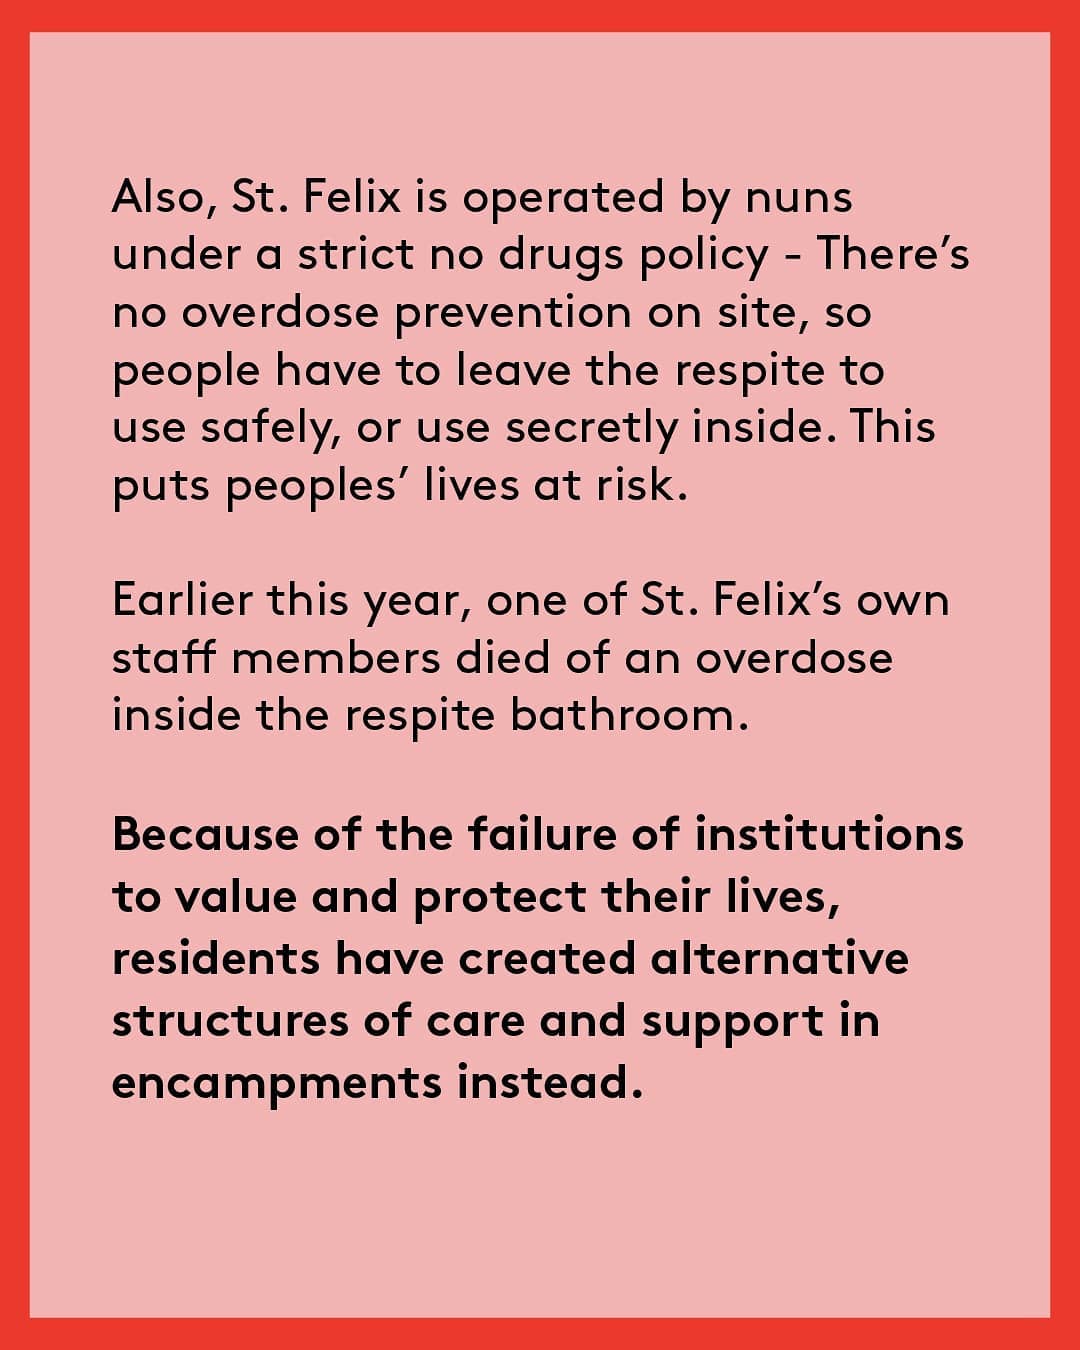 Also, St. Felix is operated by nuns
under a strict no drugs policy - There’s
no overdose prevention on site, so
people have to leave the respite to
use safely, or use secretly inside. This
puts peoples’ lives at risk.
Earlier this year, one of St. Felix’s own
staff members died of an overdose
inside the respite bathroom.
Because of the failure of institutions
to value and protect their lives,
residents have created alternative
structures of care and support in
encampments instead.